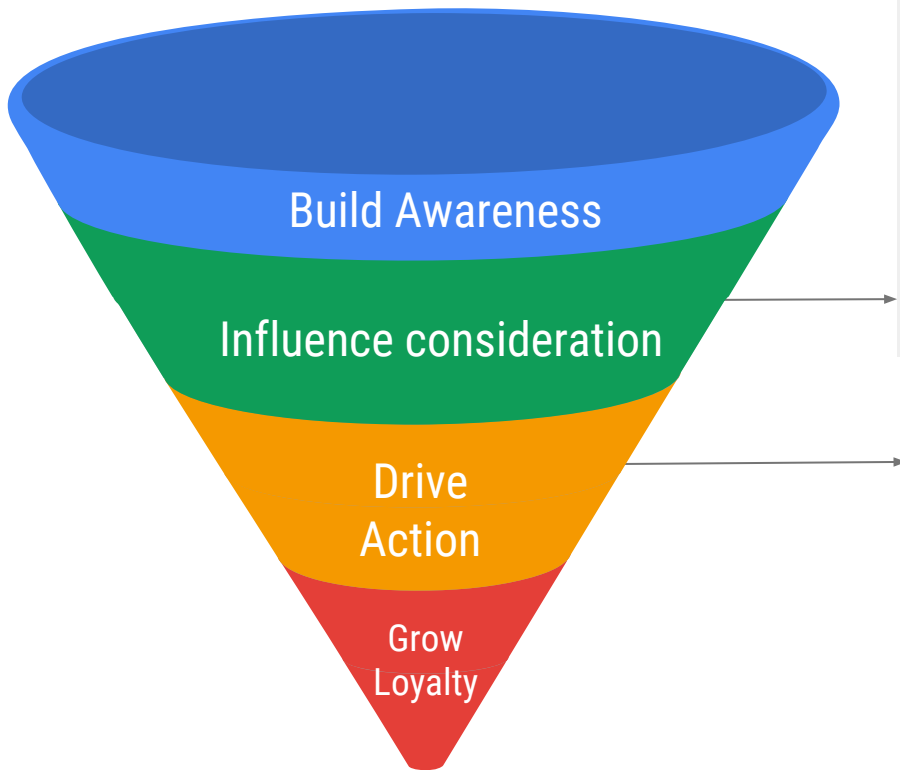 Build Awareness
Influence consideration
Drive
Action
Grow
Loyalty